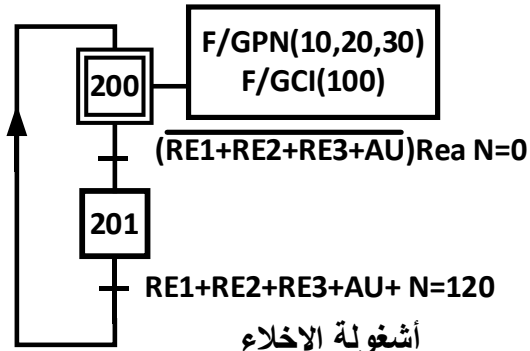 F/GPN(10,20,30)
F/GCI(100)
200
(RE1+RE2+RE3+AU)Rea N=0
201
RE1+RE2+RE3+AU+ N=120
أشغولة الإخلاء